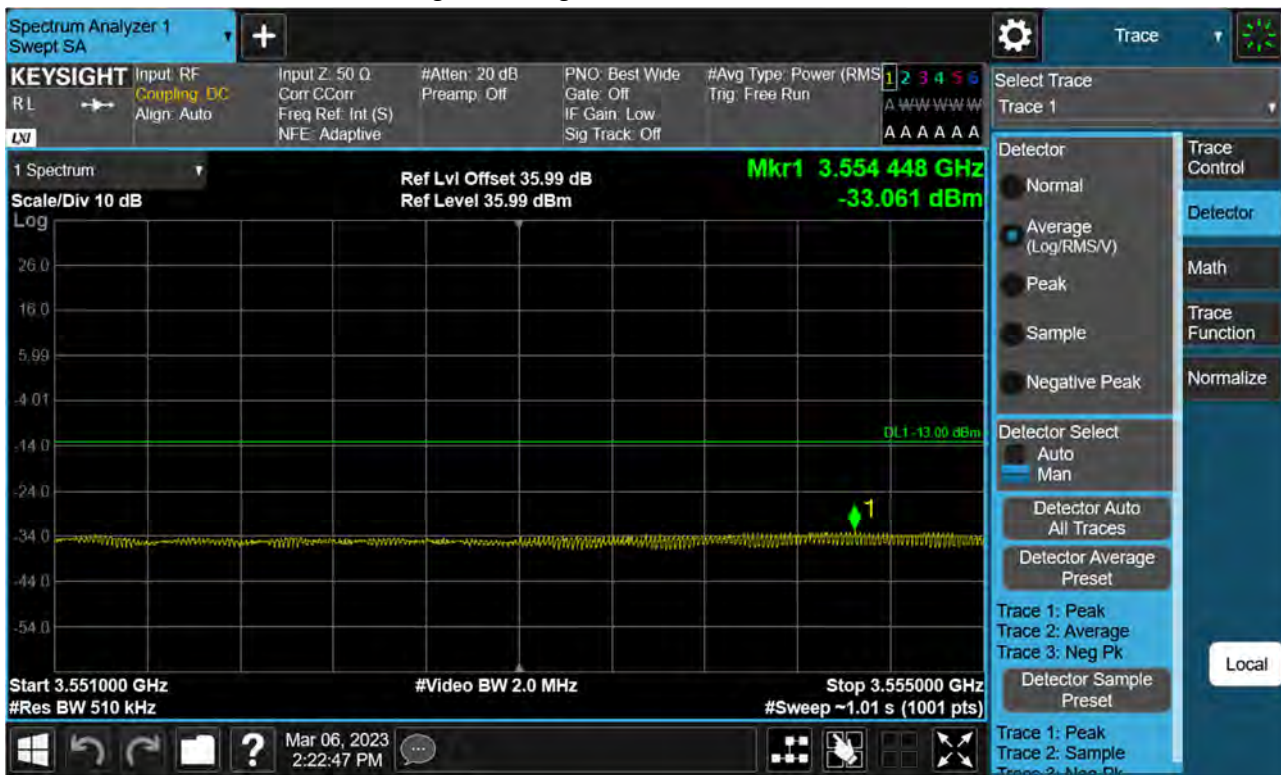 Spectrum Analyzer 1
Swept SA
Trace
KEYSIGHT
RL
LXI
Input: RF
Coupling: DC
Align: Auto
Input Z: 50 Ω
Corr CCorr
Freq Ref: Int (S)
NFE: Adaptive
#Atten: 20 dB
Preamp: Off
PNO: Best Wide
Gate: Off
IF Gain: Low
Sig Track: Off
#Avg Type: Power (RMS
Trig: Free Run
1 2 3 4 5 6
A W W W W W
A A A A A A
Select Trace
Trace 1
1 Spectrum
Scale/Div 10 dB
Ref Lvl Offset 35.99 dB
Ref Level 35.99 dBm
Mkr1 3.554 448 GHz
-33.061 dBm
Log
26.0
16.0
5.99
-4.01
-14.0
-24.0
-34.0
-44.0
-54.0
DL1 -13.00 dBm
1
Start 3.551000 GHz
#Res BW 510 kHz
#Video BW 2.0 MHz
Stop 3.555000 GHz
#Sweep ~1.01 s (1001 pts)
Detector
Normal
Average
(Log/RMS/V)
Peak
Sample
Negative Peak
Detector Select
Auto
Man
Detector Auto
All Traces
Detector Average
Preset
Trace 1: Peak
Trace 2: Average
Trace 3: Neg Pk
Detector Sample
Preset
Trace 1: Peak
Trace 2: Sample
Trace 3: Neg Pk
Trace
Control
Detector
Math
Trace
Function
Normalize
Local
?
Mar 06, 2023
2:22:47 PM